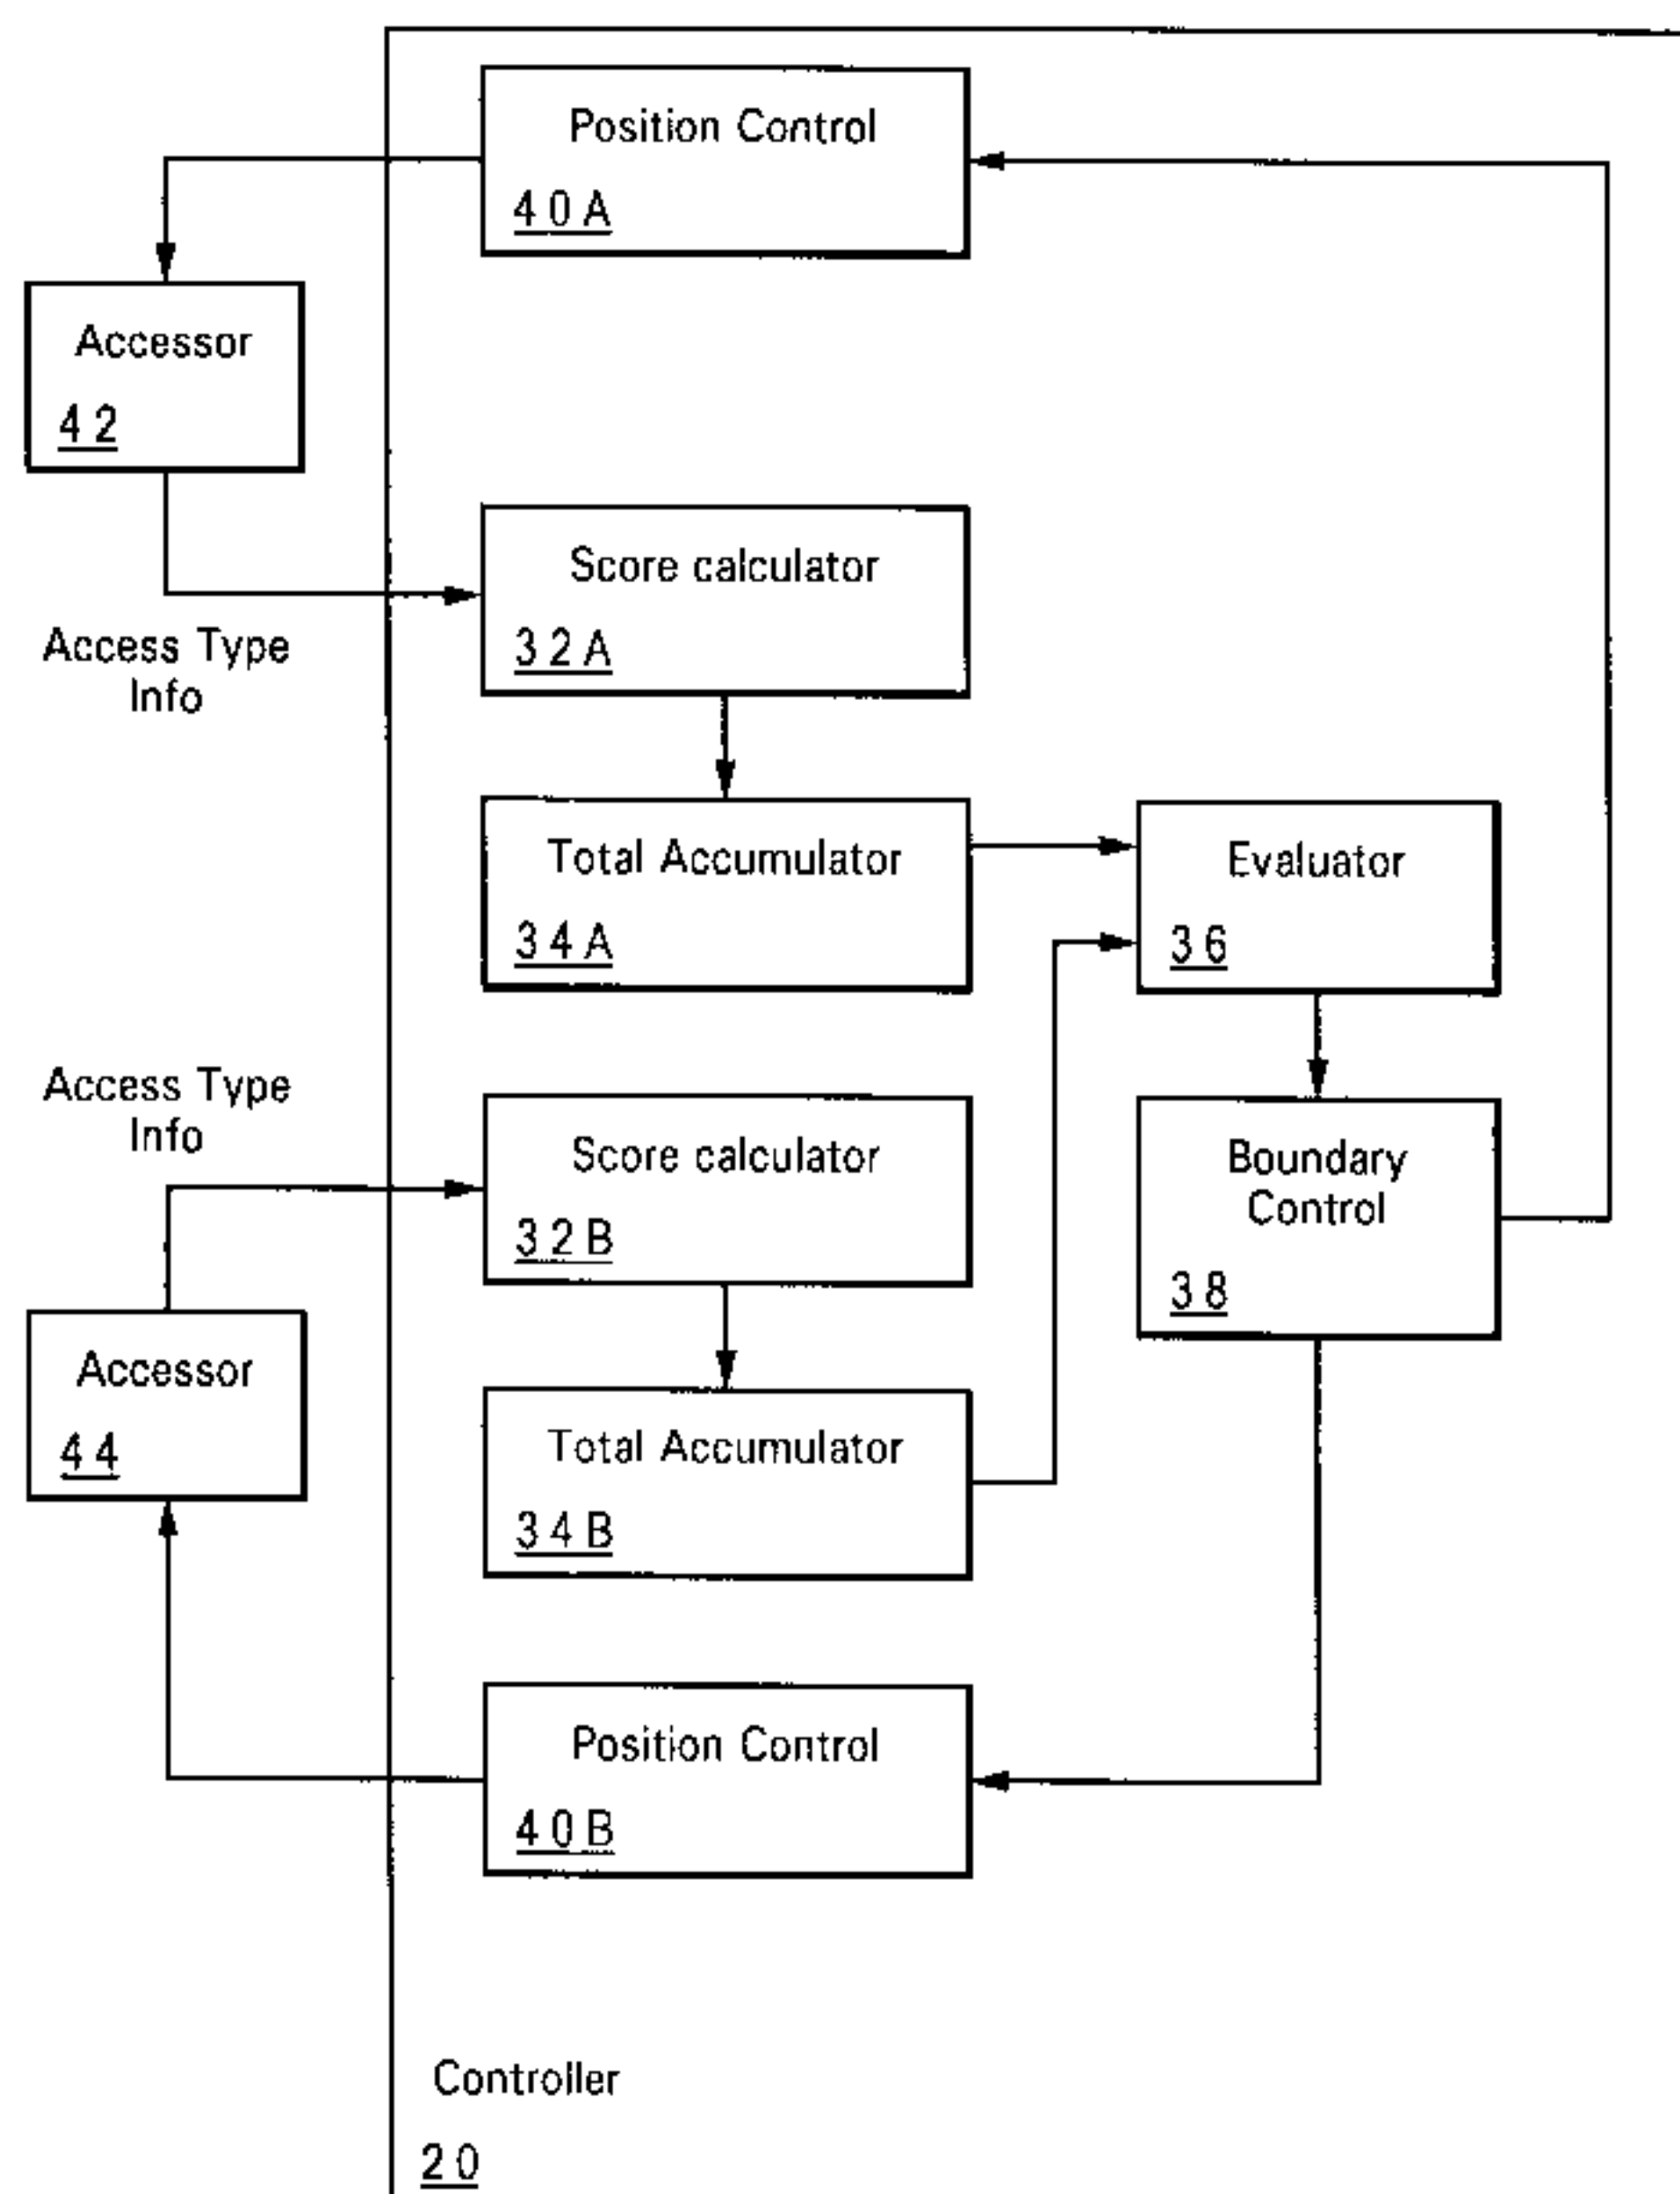 Position Control
40A
Accessor
42
Score calculator
32A
Access Type
Info
Total Accumulator
34A
Evaluator
36
Access Type
Info
Score calculator
32B
Boundary
Control
38
Accessor
44
Total Accumulator
34B
Position Control
40B
Controller
20